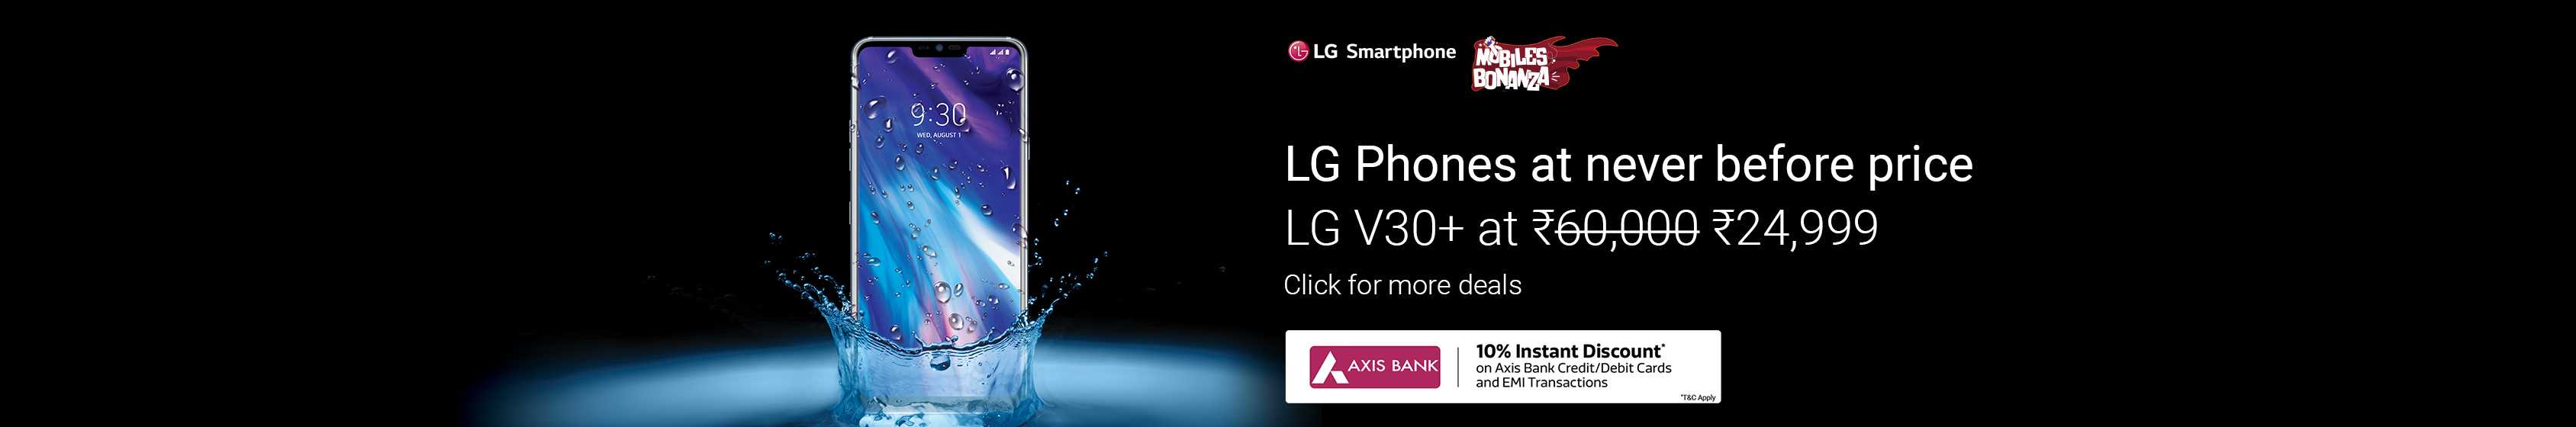 9:30
WED, AUGUST 1
LG Smartphone
MOBILES
BONANZA
LG Phones at never before price
LG V30+ at ₹60,000 ₹24,999
Click for more deals
AXIS BANK
10% Instant Discount*
on Axis Bank Credit/Debit Cards
and EMI Transactions
*T&C Apply